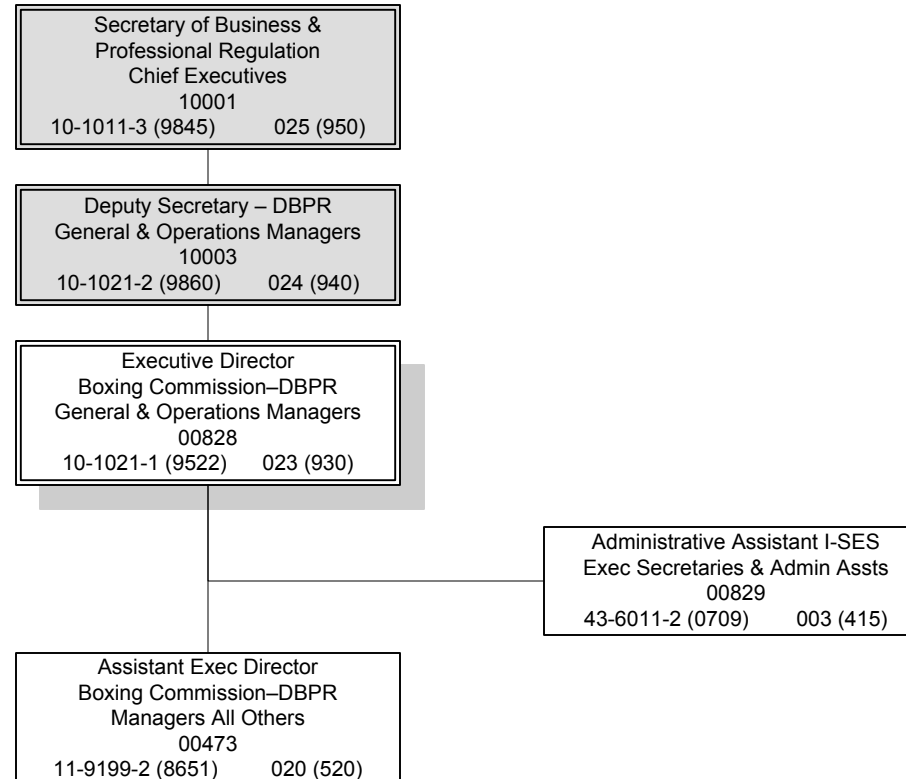 Secretary of Business &
Professional Regulation
Chief Executives
10001
10-1011-3 (9845) 025 (950)
Deputy Secretary – DBPR
General & Operations Managers
10003
10-1021-2 (9860) 024 (940)
Executive Director
Boxing Commission–DBPR
General & Operations Managers
00828
10-1021-1 (9522) 023 (930)
Administrative Assistant I-SES
Exec Secretaries & Admin Assts
00829
43-6011-2 (0709) 003 (415)
Assistant Exec Director
Boxing Commission–DBPR
Managers All Others
00473
11-9199-2 (8651) 020 (520)